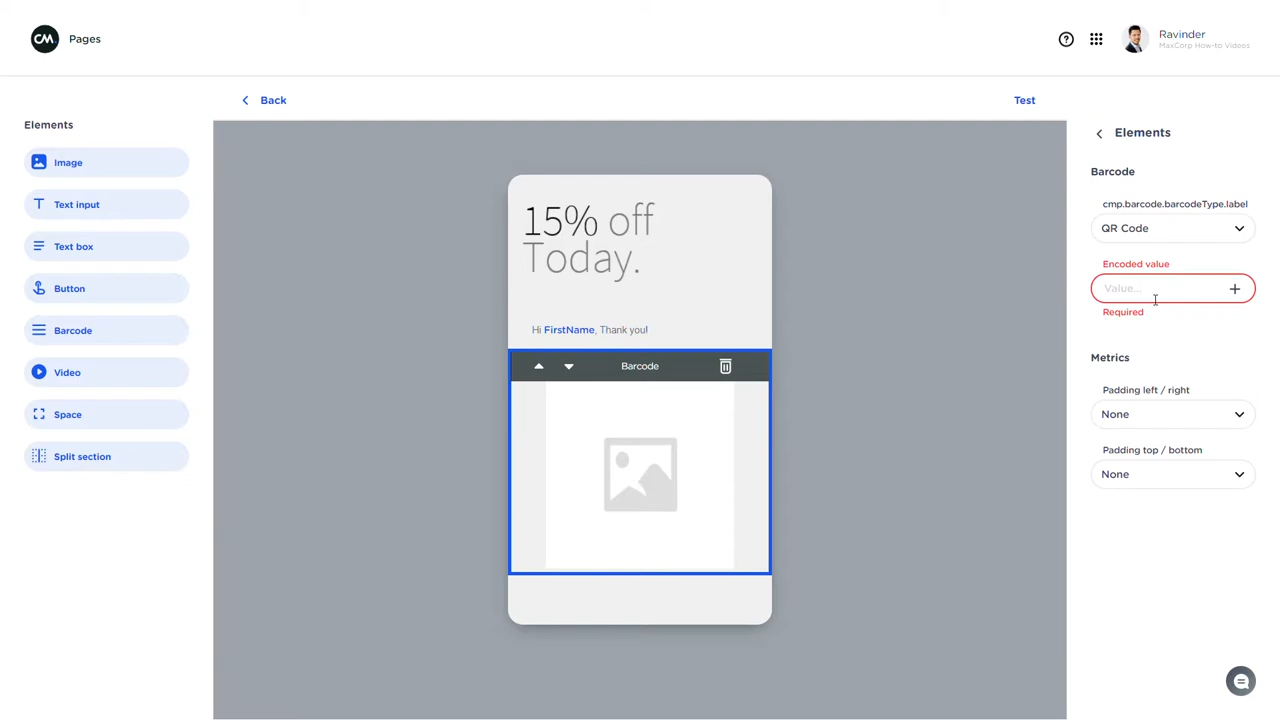 CM. Pages
Ravinder
MaxCorp How-to Videos
Back
Test
Elements
Image
Text input
Text box
Button
Barcode
Video
Space
Split section
15% off
Today.
Hi FirstName, Thank you!
Barcode
Elements
Barcode
cmp.barcode.barcodeType.label
QR Code
Encoded value
Value...
Required
Metrics
Padding left / right
None
Padding top / bottom
None